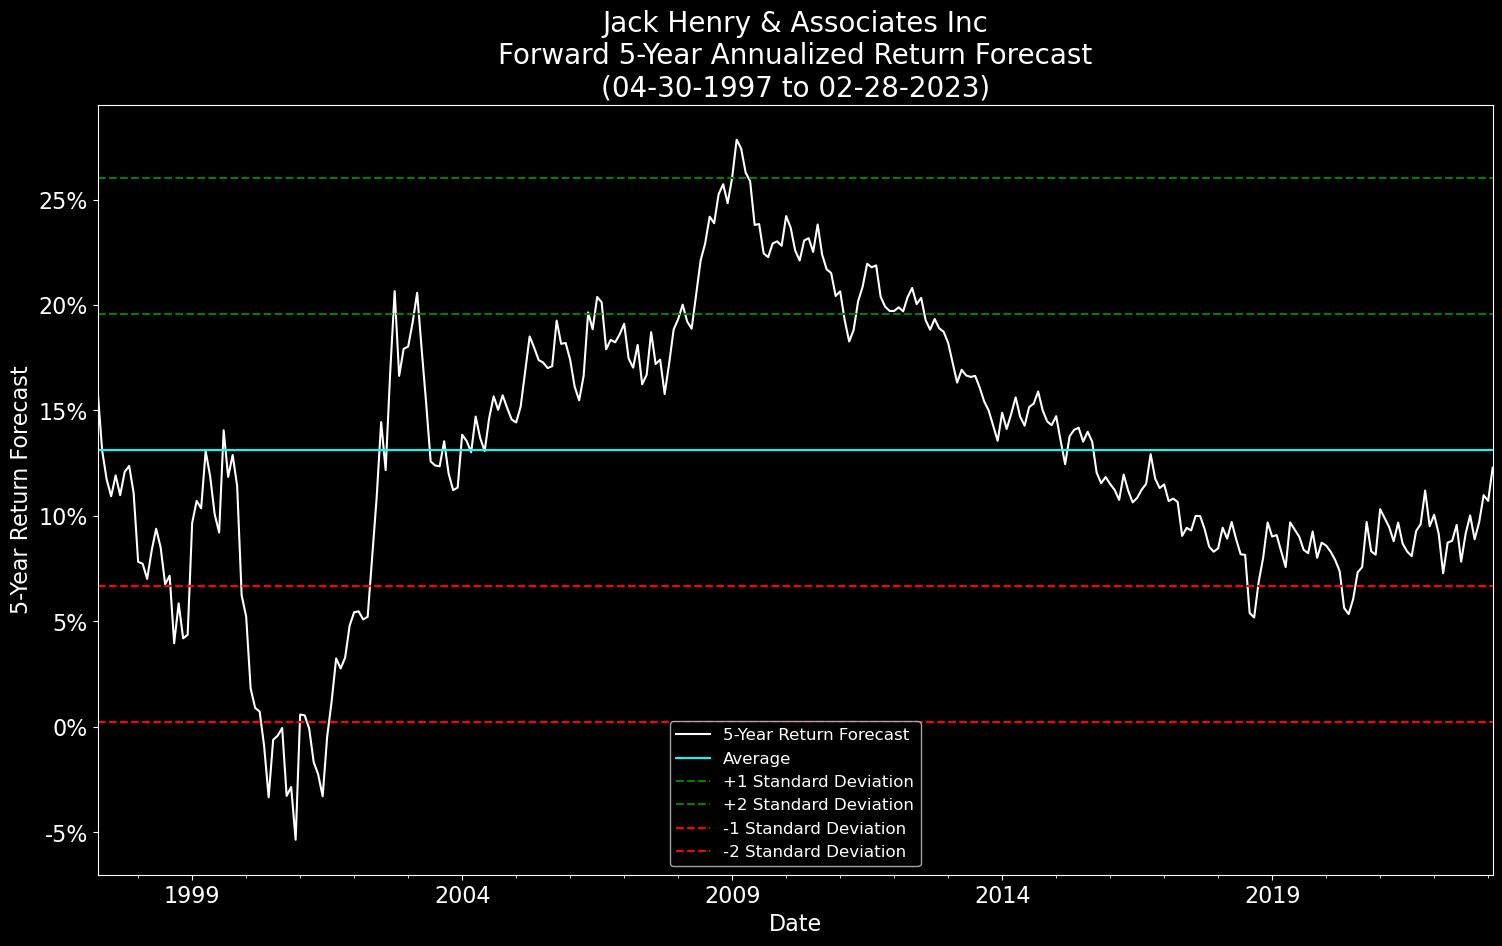 Jack Henry & Associates Inc
Forward 5-Year Annualized Return Forecast
(04-30-1997 to 02-28-2023)
5-Year Return Forecast
25%
20%
15%
10%
5%
0%
-5%
5-Year Return Forecast
Average
+1 Standard Deviation
+2 Standard Deviation
-1 Standard Deviation
-2 Standard Deviation
1999 2004 2009 2014 2019
Date